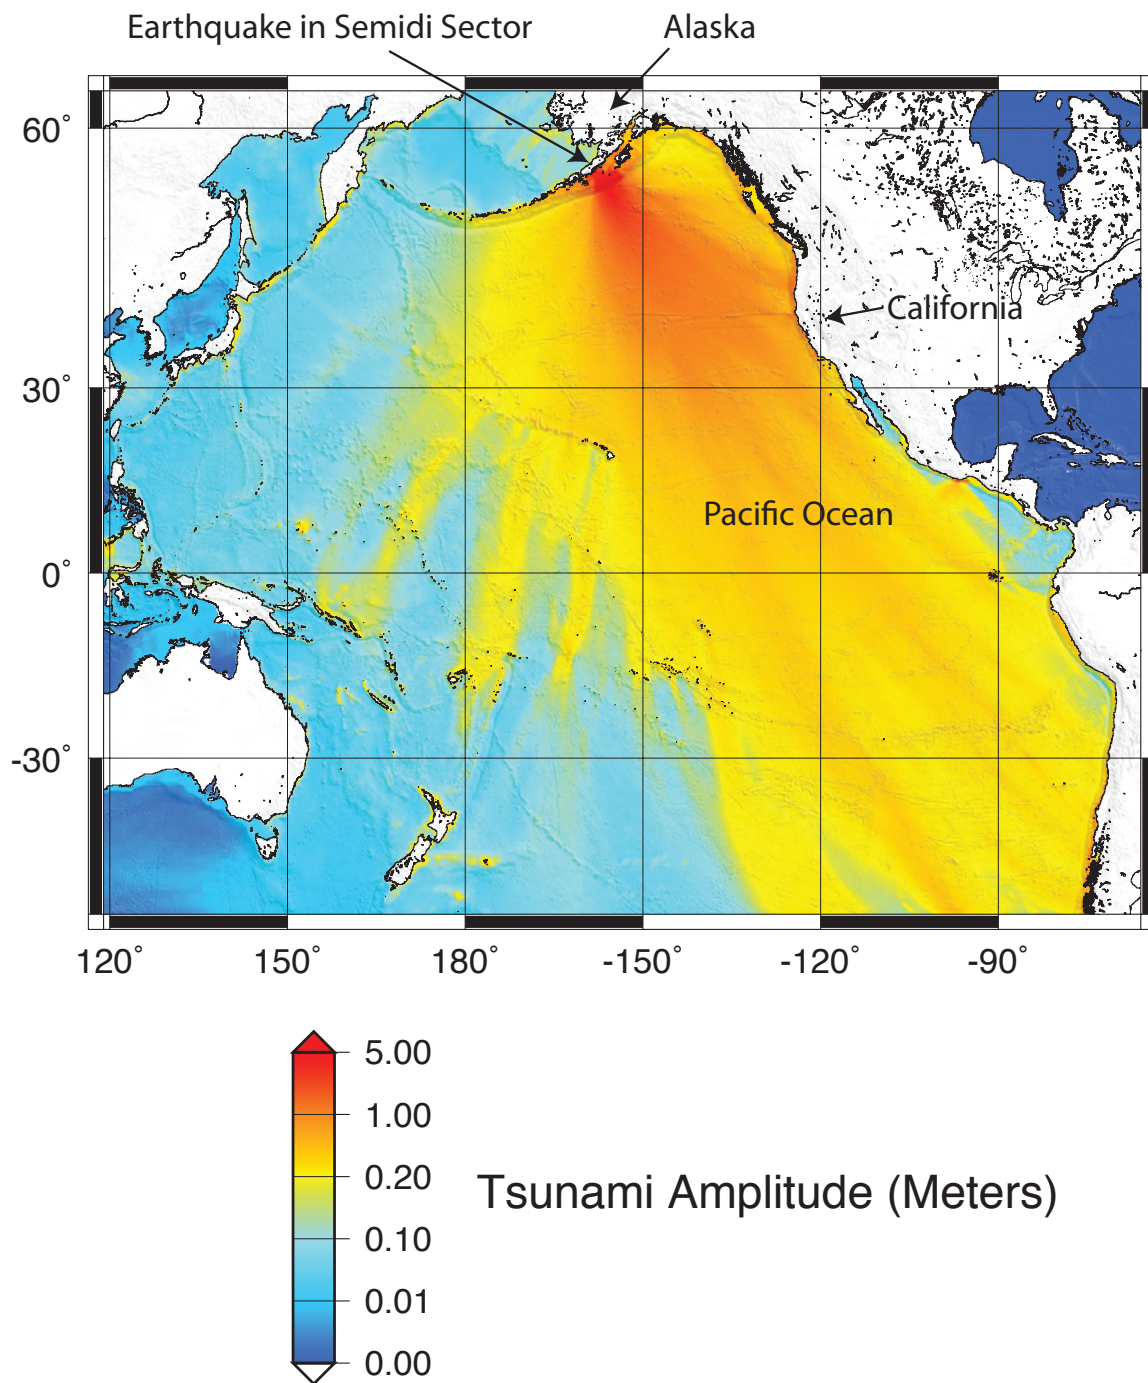 Earthquake in Semidi Sector
Alaska
60˚
California
30˚
Pacific Ocean
0˚
-30˚
120˚ 150˚ 180˚ -150˚ -120˚ -90˚
5.00
1.00
0.20
Tsunami Amplitude (Meters)
0.10
0.01
0.00